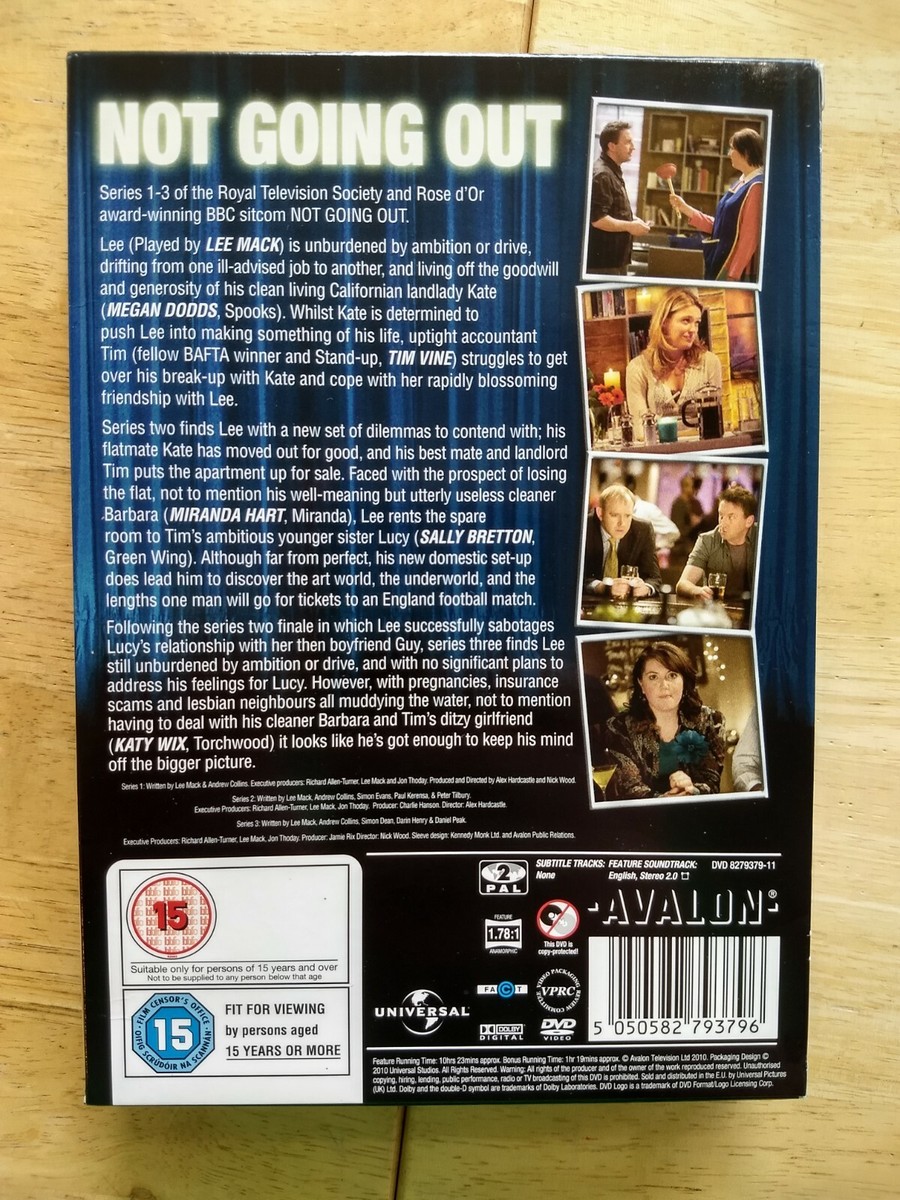 NOT GOING OUT
Series 1-3 of the Royal Television Society and Rose d'Or
award-winning BBC sitcom NOT GOING OUT.
Lee (Played by LEE MACK) is unburdened by ambition or drive,
drifting from one ill-advised job to another, and living off the goodwill
and generosity of his clean living Californian landlady Kate
(MEGAN DODDS, Spooks). Whilst Kate is determined to
push Lee into making something of his life, uptight accountant
Tim (fellow BAFTA winner and Stand-up, TIM VINE) struggles to get
over his break-up with Kate and cope with her rapidly blossoming
friendship with Lee.
Series two finds Lee with a new set of dilemmas to contend with; his
flatmate Kate has moved out for good, and his best mate and landlord
Tim puts the apartment up for sale. Faced with the prospect of losing
the flat, not to mention his well-meaning but utterly useless cleaner
Barbara (MIRANDA HART, Miranda), Lee rents the spare
room to Tim's ambitious younger sister Lucy (SALLY BRETTON,
Green Wing). Although far from perfect, his new domestic set-up
does lead him to discover the art world, the underworld, and the
lengths one man will go for tickets to an England football match.
Following the series two finale in which Lee successfully sabotages
Lucy's relationship with her then boyfriend Guy, series three finds Lee
still unburdened by ambition or drive, and with no significant plans to
address his feelings for Lucy. However, with pregnancies, insurance
scams and lesbian neighbours all muddying the water, not to mention
having to deal with his cleaner Barbara and Tim's ditzy girlfriend
(KATY WIX, Torchwood) it looks like he's got enough to keep his mind
off the bigger picture.
Series 1: Written by Lee Mack & Andrew Collins. Executive producers: Richard Allen-Turner, Lee Mack and Jon Thoday. Produced and Directed by Alex Hardcastle and Nick Wood.
Series 2: Written by Lee Mack, Andrew Collins, Simon Evans, Paul Kerensa, & Peter Tilbury.
Executive Producers: Richard Allen-Turner, Lee Mack, Jon Thoday. Producer: Charlie Hanson. Director: Alex Hardcastle.
Series 3: Written by Lee Mack, Andrew Collins, Simon Dean, Darin Henry & Daniel Peak.
Executive Producers: Richard Allen-Turner, Lee Mack, Jon Thoday. Producer: Jamie Rix Director: Nick Wood. Sleeve design: Kennedy Monk Ltd. and Avalon Public Relations.
15
Suitable only for persons of 15 years and over
Not to be supplied to any person below that age
FILM CENSOR'S OFFICE
15
OIFIG SCRÚDÓIR NA SCANNÁN
FIT FOR VIEWING
by persons aged
15 YEARS OR MORE
2
PAL
SUBTITLE TRACKS:
None
FEATURE SOUNDTRACK:
English, Stereo 2.0
DVD 8279379-11
FEATURE
1.78:1
ANAMORPHIC
This DVD is
copy-protected!
-AVALON-®
UNIVERSAL
FACT
VIDEO PACKAGING REVIEW COMMITTEE
VPRC
DOLBY
DIGITAL
DVD
VIDEO
5 050582 793796
Feature Running Time: 10hrs 23mins approx. Bonus Running Time: 1hr 19mins approx. © Avalon Television Ltd 2010. Packaging Design ©
2010 Universal Studios. All Rights Reserved. Warning: All rights of the producer and of the owner of the work reproduced reserved. Unauthorised
copying, hiring, lending, public performance, radio or TV broadcasting of this DVD is prohibited. Sold and distributed in the E.U. by Universal Pictures
(UK) Ltd. Dolby and the double-D symbol are trademarks of Dolby Laboratories. DVD Logo is a trademark of DVD Format/Logo Licensing Corp.